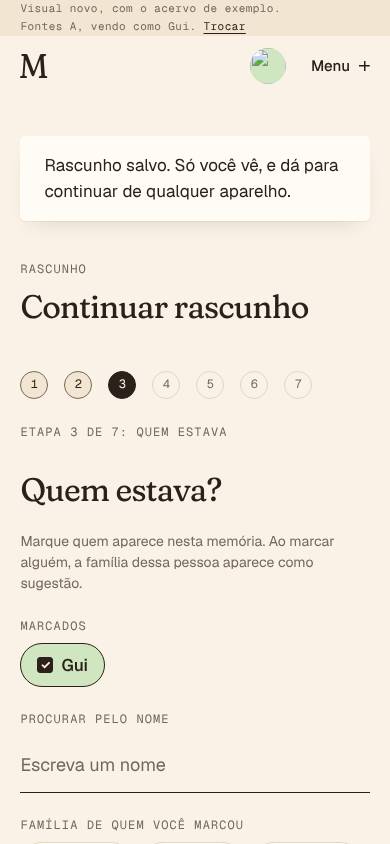 Visual novo, com o acervo de exemplo.
Fontes A, vendo como Gui. Trocar
M
Menu +
Rascunho salvo. Só você vê, e dá para
continuar de qualquer aparelho.
RASCUNHO
Continuar rascunho
1 2 3 4 5 6 7
ETAPA 3 DE 7: QUEM ESTAVA
Quem estava?
Marque quem aparece nesta memória. Ao marcar
alguém, a família dessa pessoa aparece como
sugestão.
MARCADOS
Gui
PROCURAR PELO NOME
Escreva um nome
FAMÍLIA DE QUEM VOCÊ MARCOU